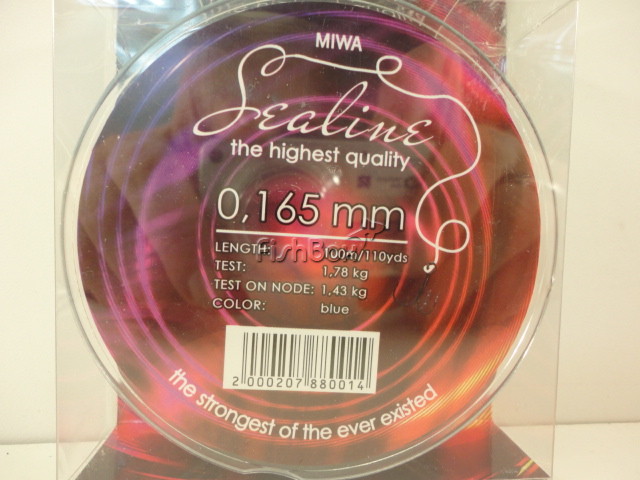 MIWA
Sealine
the highest quality
0,165 mm
LENGTH: 100m/110yds
fishBox
TEST: 1,78 kg
TEST ON NODE: 1,43 kg
COLOR: blue
2 000207 880014
the strongest of the ever existed